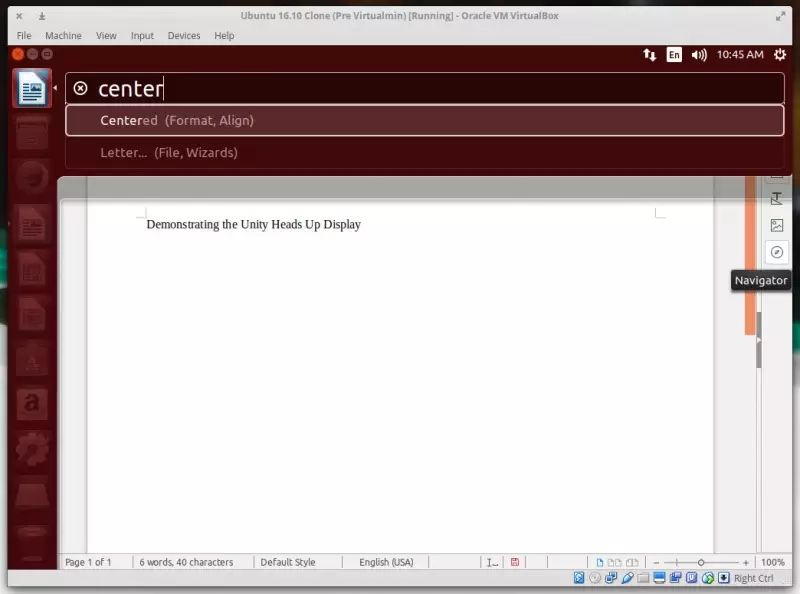 Ubuntu 16.10 Clone (Pre Virtualmin) [Running] - Oracle VM VirtualBox
File Machine View Input Devices Help
En 10:45 AM
center
Centered (Format, Align)
Letter... (File, Wizards)
Demonstrating the Unity Heads Up Display
Navigator
Page 1 of 1 6 words, 40 characters Default Style English (USA) 100%
Right Ctrl